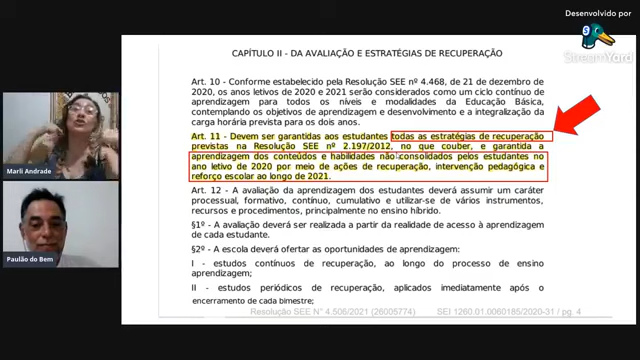 Desenvolvido por
StreamYard
CAPÍTULO II - DA AVALIAÇÃO E ESTRATÉGIAS DE RECUPERAÇÃO
Art. 10 - Conforme estabelecido pela Resolução SEE nº 4.468, de 21 de dezembro de
2020, os anos letivos de 2020 e 2021 serão considerados como um ciclo contínuo de
aprendizagem para todos os níveis e modalidades da Educação Básica,
contemplando os objetivos de aprendizagem e desenvolvimento e a integralização da
carga horária prevista para os dois anos.
Art. 11 - Devem ser garantidas aos estudantes todas as estratégias de recuperação
previstas na Resolução SEE nº 2.197/2012, no que couber, e garantida a
aprendizagem dos conteúdos e habilidades não consolidados pelos estudantes no
ano letivo de 2020 por meio de ações de recuperação, intervenção pedagógica e
reforço escolar ao longo de 2021.
Art. 12 - A avaliação da aprendizagem dos estudantes deverá assumir um caráter
processual, formativo, contínuo, cumulativo e utilizar-se de vários instrumentos,
recursos e procedimentos, principalmente no ensino híbrido.
§1º - A avaliação deverá ser realizada a partir da realidade de acesso à aprendizagem
de cada estudante.
§2º - A escola deverá ofertar as oportunidades de aprendizagem:
I - estudos contínuos de recuperação, ao longo do processo de ensino
aprendizagem;
II - estudos periódicos de recuperação, aplicados imediatamente após o
encerramento de cada bimestre;
Resolução SEE N° 4.506/2021 (26005774) SEI 1260.01.0060185/2020-31 / pg. 4
Marli Andrade
Paulão do Bem